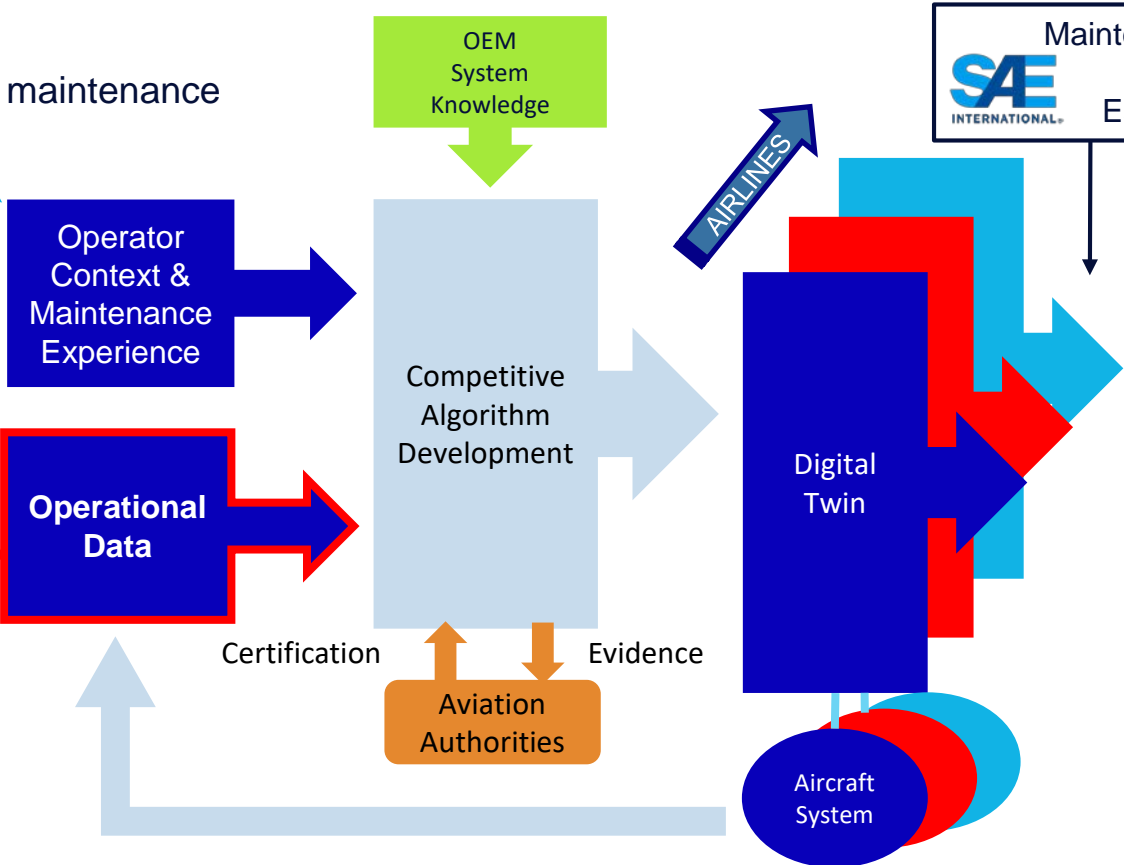 maintenance
OEM
System
Knowledge
Mainte
SAE
INTERNATIONAL®
E
AIRLINES
Operator
Context &
Maintenance
Experience
Competitive
Algorithm
Development
Operational
Data
Digital
Twin
Certification
Evidence
Aviation
Authorities
Aircraft
System